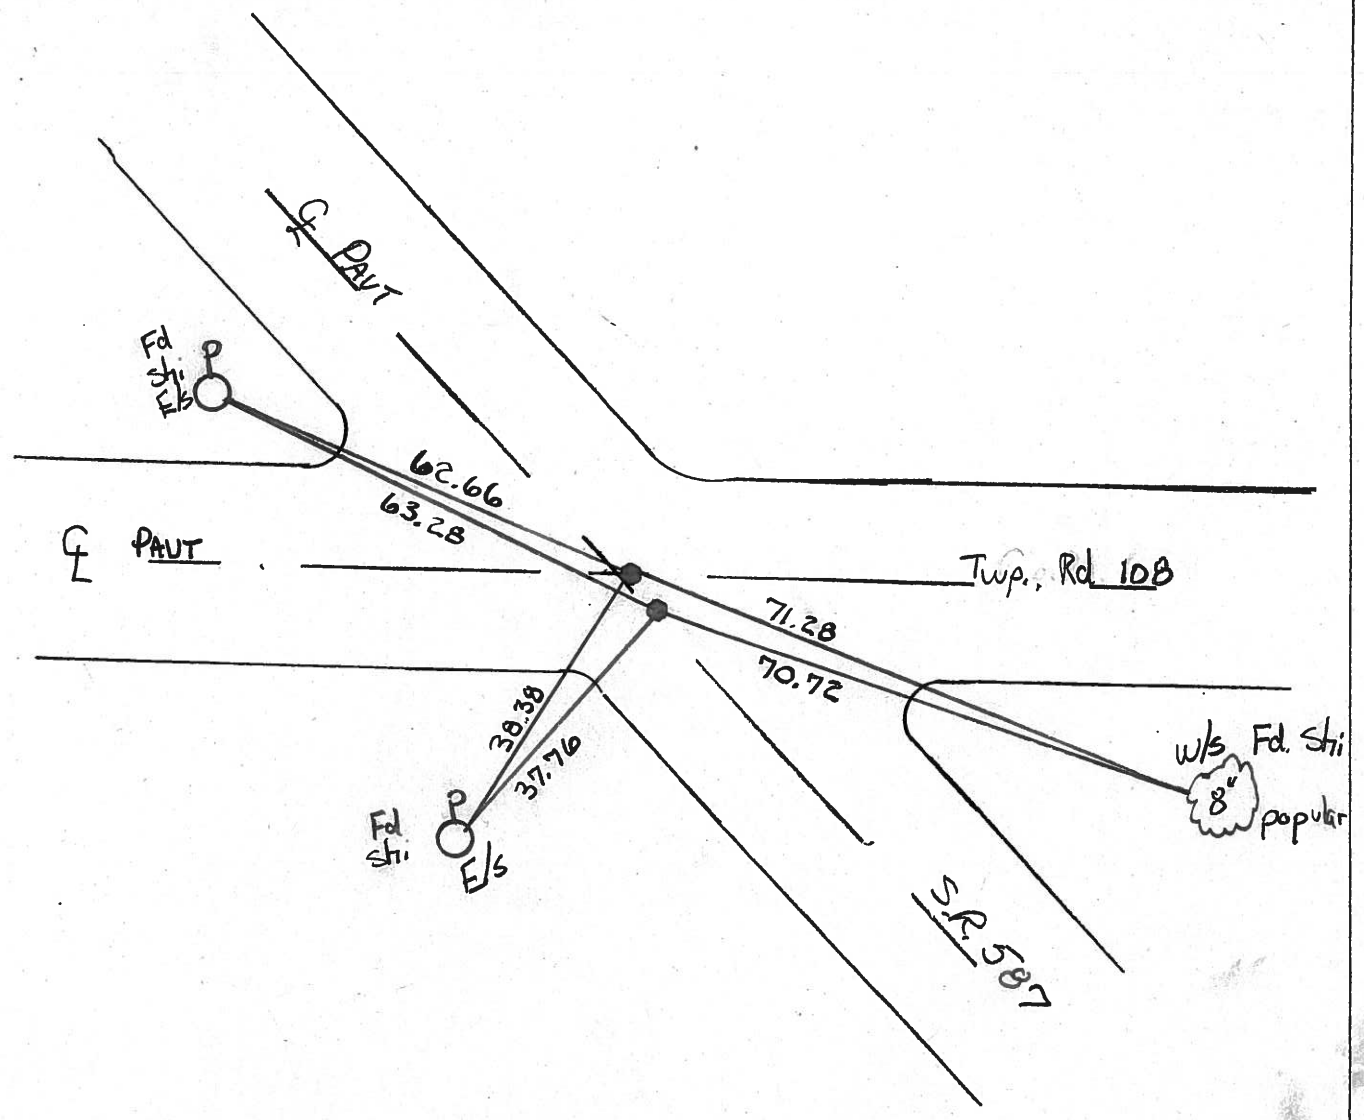 ℄ PAVT
Fd
shi
E/s
P
62.66
63.28
℄ PAVT
Twp., Rd 108
71.28
70.72
38.38
37.76
W/s Fd. Shi
8"
popular
P
Fd
shi
E/s
S.R. 587